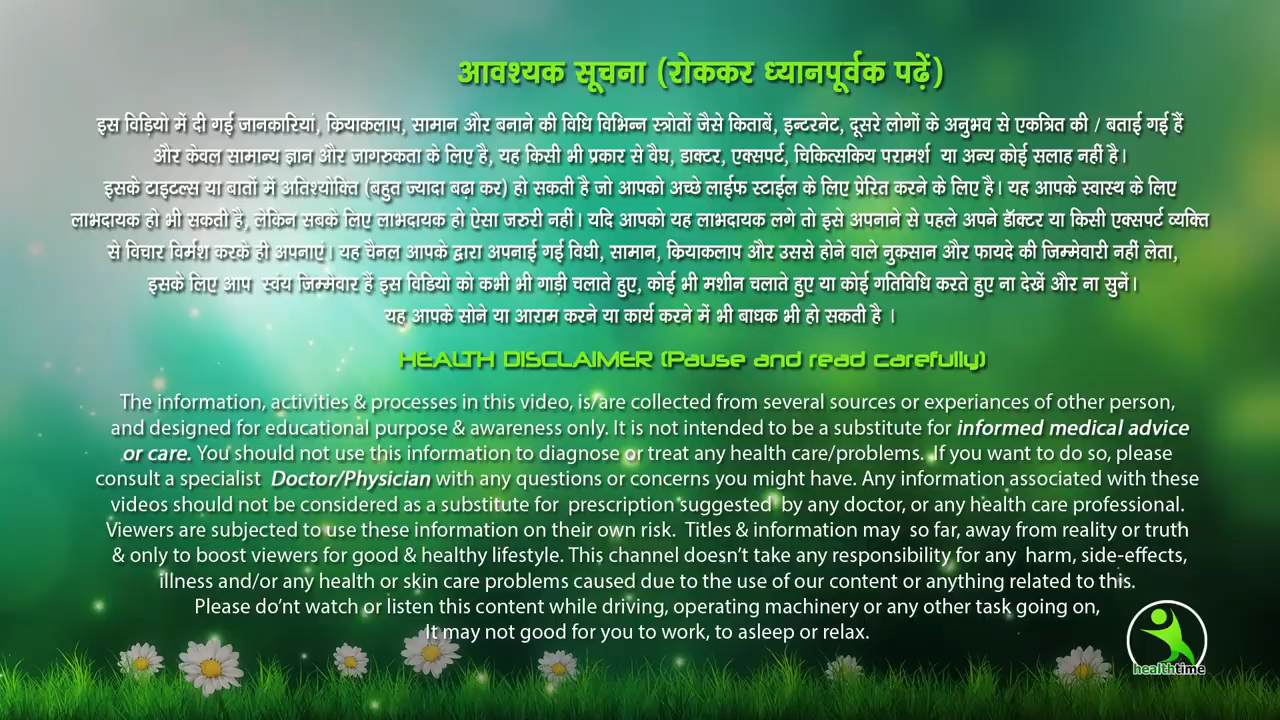 आवश्यक सूचना (रोककर ध्यानपूर्वक पढ़ें)
इस विड़ियो में दी गई जानकारियां, क्रियाकलाप, सामान और बनाने की विधि विभिन्न स्त्रोतों जैसे किताबें, इन्टरनेट, दूसरे लोगों के अनुभव से एकत्रित की / बताई गई हैं
और केवल सामान्य ज्ञान और जागरुकता के लिए है, यह किसी भी प्रकार से वैघ, डाक्टर, एक्सपर्ट, चिकित्सकिय परामर्श या अन्य कोई सलाह नहीं है।
इसके टाइटल्स या बातों में अतिश्योक्ति (बहुत ज्यादा बढ़ा कर) हो सकती है जो आपको अच्छे लाईफ स्टाईल के लिए प्रेरित करने के लिए है। यह आपके स्वास्थ के लिए
लाभदायक हो भी सकती है, लेकिन सबके लिए लाभदायक हो ऐसा जरुरी नहीं। यदि आपको यह लाभदायक लगे तो इसे अपनाने से पहले अपने डॅाक्टर या किसी एक्सपर्ट व्यक्ति
से विचार विर्मश करके ही अपनाएं। यह चैनल आपके द्वारा अपनाई गई विधी, सामान, क्रियाकलाप और उससे होने वाले नुकसान और फायदे की जिम्मेवारी नहीं लेता,
इसके लिए आप स्वंय जिम्मेवार हैं इस विडियो को कभी भी गाड़ी चलाते हुए, कोई भी मशीन चलाते हुए या कोई गतिविधि करते हुए ना देखें और ना सुनें।
यह आपके सोने या आराम करने या कार्य करने में भी बाधक भी हो सकती है ।
HEALTH DISCLAIMER (Pause and read carefully)
The information, activities & processes in this video, is/are collected from several sources or experiances of other person,
and designed for educational purpose & awareness only. It is not intended to be a substitute for informed medical advice
or care. You should not use this information to diagnose or treat any health care/problems. If you want to do so, please
consult a specialist Doctor/Physician with any questions or concerns you might have. Any information associated with these
videos should not be considered as a substitute for prescription suggested by any doctor, or any health care professional.
Viewers are subjected to use these information on their own risk. Titles & information may so far, away from reality or truth
& only to boost viewers for good & healthy lifestyle. This channel doesn't take any responsibility for any harm, side-effects,
illness and/or any health or skin care problems caused due to the use of our content or anything related to this.
Please do'nt watch or listen this content while driving, operating machinery or any other task going on,
It may not good for you to work, to asleep or relax.
healthtime